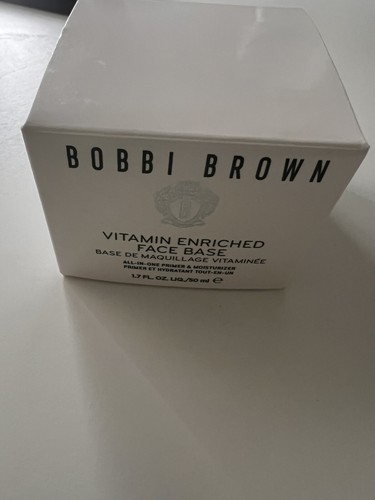 BOBBI BROWN
VITAMIN ENRICHED
FACE BASE
BASE DE MAQUILLAGE VITAMINÉE
ALL-IN-ONE PRIMER & MOISTURIZER
PRIMER ET HYDRATANT TOUT-EN-UN
1.7 FL. OZ. LIQ./50 ml ℮